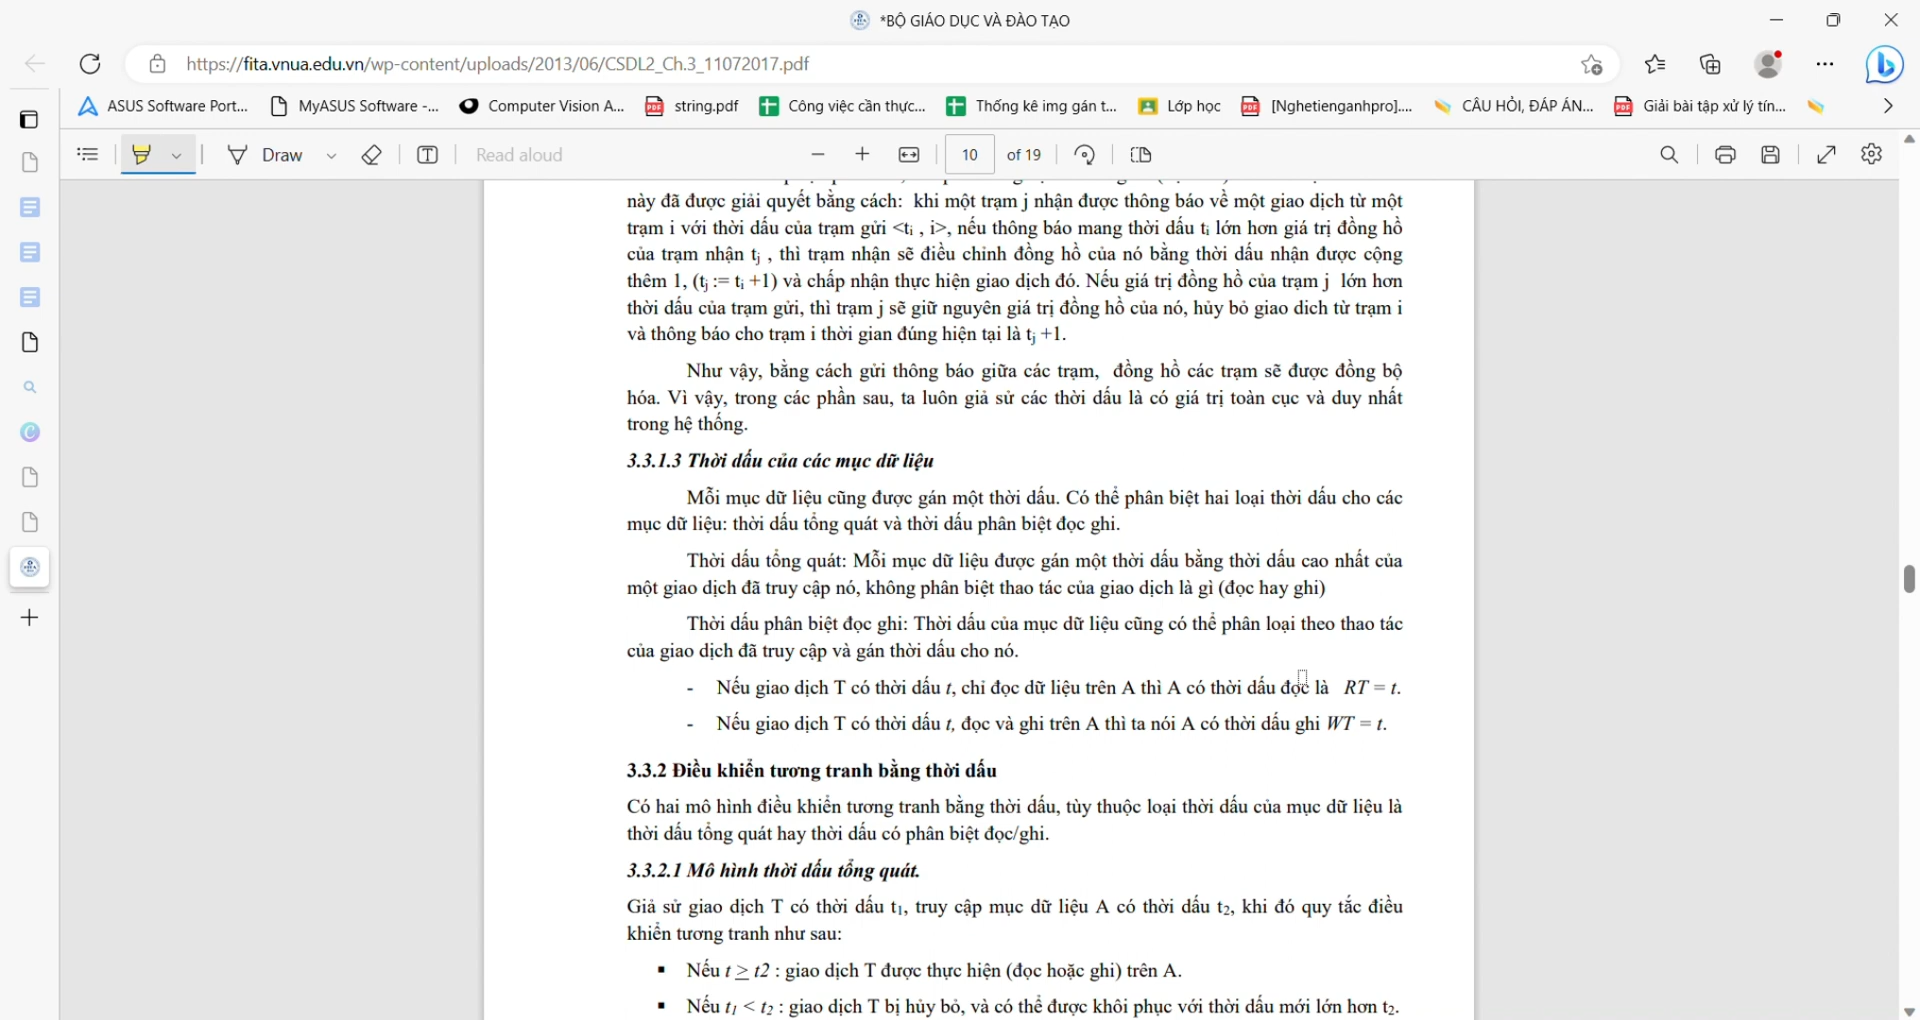 *BỘ GIÁO DỤC VÀ ĐÀO TẠO
https://fita.vnua.edu.vn/wp-content/uploads/2013/06/CSDL2_Ch.3_11072017.pdf
ASUS Software Port... MyASUS Software -... Computer Vision A... string.pdf Công việc cần thực... Thống kê img gán t... Lớp học [Nghetienganhpro].... CÂU HỎI, ĐÁP ÁN... Giải bài tập xử lý tín...
Draw Read aloud 10 of 19
này đã được giải quyết bằng cách: khi một trạm j nhận được thông báo về một giao dịch từ một
trạm i với thời dấu của trạm gửi <ti , i>, nếu thông báo mang thời dấu ti lớn hơn giá trị đồng hồ
của trạm nhận tj , thì trạm nhận sẽ điều chỉnh đồng hồ của nó bằng thời dấu nhận được cộng
thêm 1, (tj := ti +1) và chấp nhận thực hiện giao dịch đó. Nếu giá trị đồng hồ của trạm j lớn hơn
thời dấu của trạm gửi, thì trạm j sẽ giữ nguyên giá trị đồng hồ của nó, hủy bỏ giao dich từ trạm i
và thông báo cho trạm i thời gian đúng hiện tại là tj +1.
Như vậy, bằng cách gửi thông báo giữa các trạm, đồng hồ các trạm sẽ được đồng bộ
hóa. Vì vậy, trong các phần sau, ta luôn giả sử các thời dấu là có giá trị toàn cục và duy nhất
trong hệ thống.
3.3.1.3 Thời dấu của các mục dữ liệu
Mỗi mục dữ liệu cũng được gán một thời dấu. Có thể phân biệt hai loại thời dấu cho các
mục dữ liệu: thời dấu tổng quát và thời dấu phân biệt đọc ghi.
Thời dấu tổng quát: Mỗi mục dữ liệu được gán một thời dấu bằng thời dấu cao nhất của
một giao dịch đã truy cập nó, không phân biệt thao tác của giao dịch là gì (đọc hay ghi)
Thời dấu phân biệt đọc ghi: Thời dấu của mục dữ liệu cũng có thể phân loại theo thao tác
của giao dịch đã truy cập và gán thời dấu cho nó.
- Nếu giao dịch T có thời dấu t, chỉ đọc dữ liệu trên A thì A có thời dấu đọc là RT = t.
- Nếu giao dịch T có thời dấu t, đọc và ghi trên A thì ta nói A có thời dấu ghi WT = t.
3.3.2 Điều khiển tương tranh bằng thời dấu
Có hai mô hình điều khiển tương tranh bằng thời dấu, tùy thuộc loại thời dấu của mục dữ liệu là
thời dấu tổng quát hay thời dấu có phân biệt đọc/ghi.
3.3.2.1 Mô hình thời dấu tổng quát.
Giả sử giao dịch T có thời dấu t1, truy cập mục dữ liệu A có thời dấu t2, khi đó quy tắc điều
khiển tương tranh như sau:
▪ Nếu t ≥ t2 : giao dịch T được thực hiện (đọc hoặc ghi) trên A.
▪ Nếu t1 < t2 : giao dịch T bị hủy bỏ, và có thể được khôi phục với thời dấu mới lớn hơn t2.